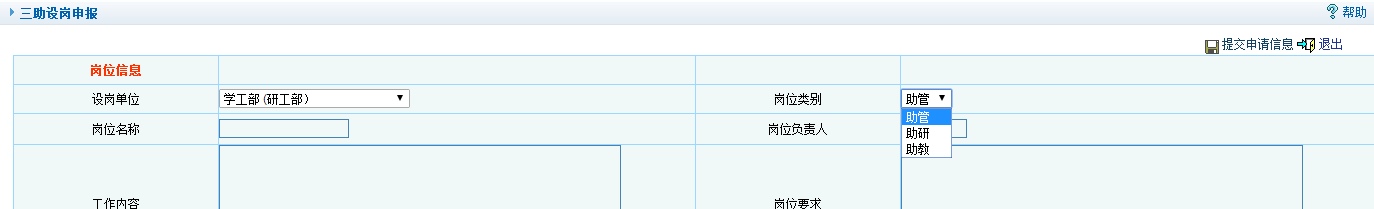 三助设岗申报
帮助
提交申请信息 退出
岗位信息
设岗单位 学工部 (研工部) 岗位类别 助管
助管
岗位名称 岗位负责人
助研
助教
工作内容 岗位要求